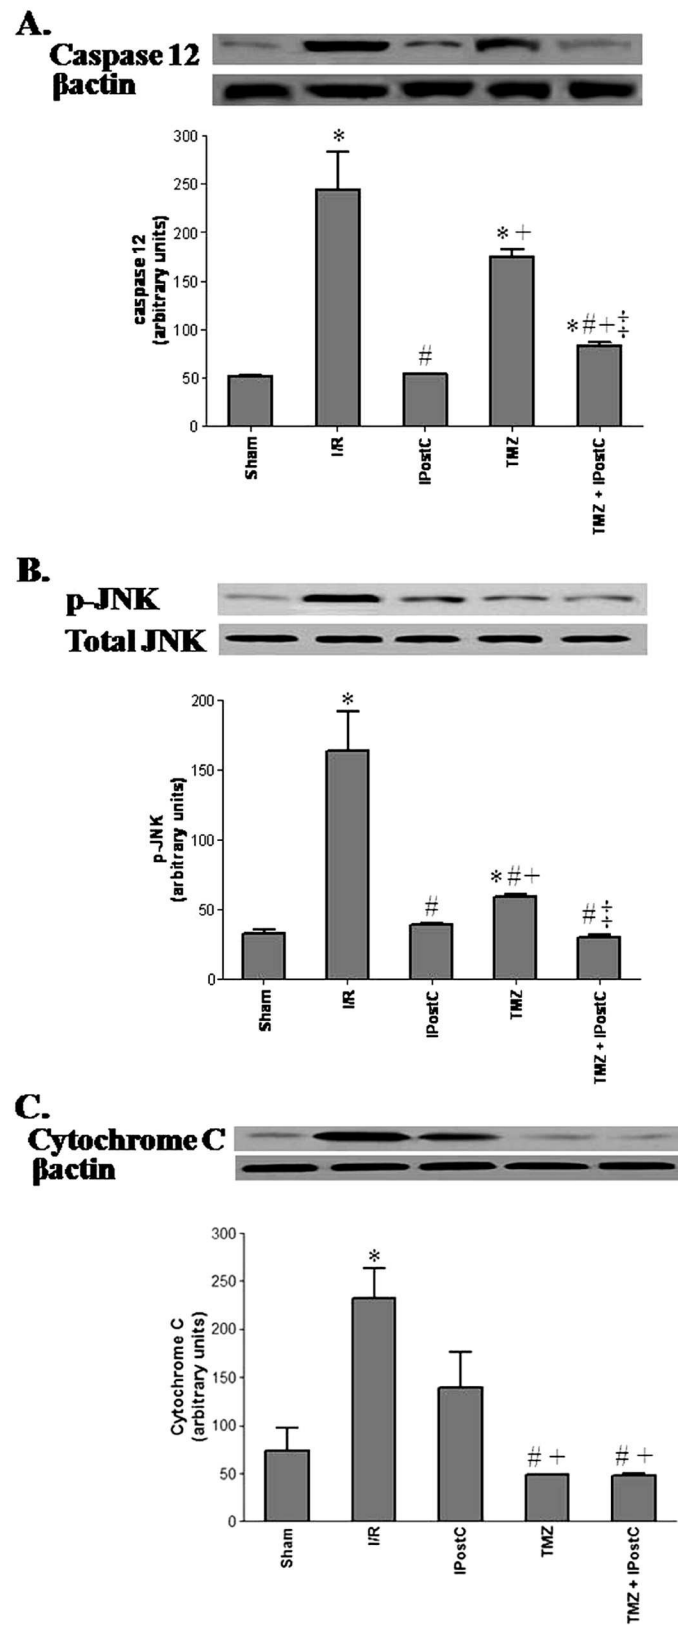 A.
Caspase 12
βactin
300
250
200
150
100
50
0
caspase 12
(arbitrary units)
*
#
* +
*#+‡
Sham
I/R
IPostC
TMZ
TMZ + IPostC
B.
p-JNK
Total JNK
200
150
100
50
0
p-JNK
(arbitrary units)
*
#
*#+
#‡
Sham
I/R
IPostC
TMZ
TMZ + IPostC
C.
Cytochrome C
βactin
300
250
200
150
100
50
0
Cytochrome C
(arbitrary units)
*
# +
# +
Sham
I/R
IPostC
TMZ
TMZ + IPostC